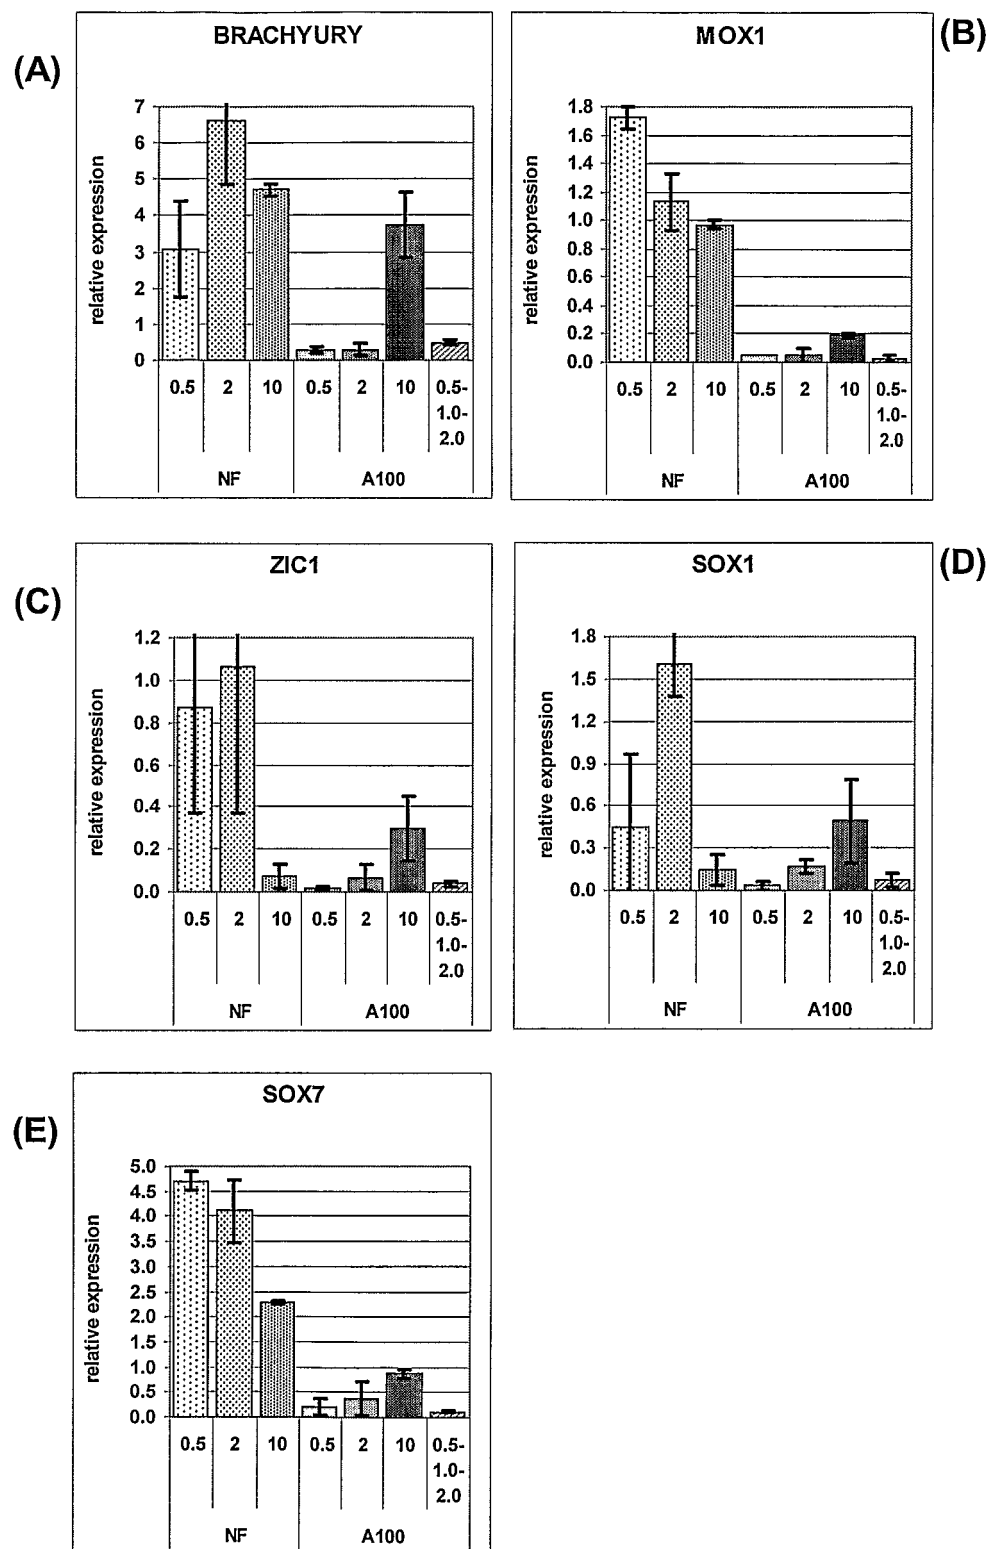 (A)
BRACHYURY
relative expression
7
6
5
4
3
2
1
0
0.5 2 10 0.5 2 10 0.5-
1.0-
2.0
NF A100
(B)
MOX1
relative expression
1.8
1.6
1.4
1.2
1.0
0.8
0.6
0.4
0.2
0.0
0.5 2 10 0.5 2 10 0.5-
1.0-
2.0
NF A100
(C)
ZIC1
relative expression
1.2
1.0
0.8
0.6
0.4
0.2
0.0
0.5 2 10 0.5 2 10 0.5-
1.0-
2.0
NF A100
(D)
SOX1
relative expression
1.8
1.5
1.2
0.9
0.6
0.3
0.0
0.5 2 10 0.5 2 10 0.5-
1.0-
2.0
NF A100
(E)
SOX7
relative expression
5.0
4.5
4.0
3.5
3.0
2.5
2.0
1.5
1.0
0.5
0.0
0.5 2 10 0.5 2 10 0.5-
1.0-
2.0
NF A100